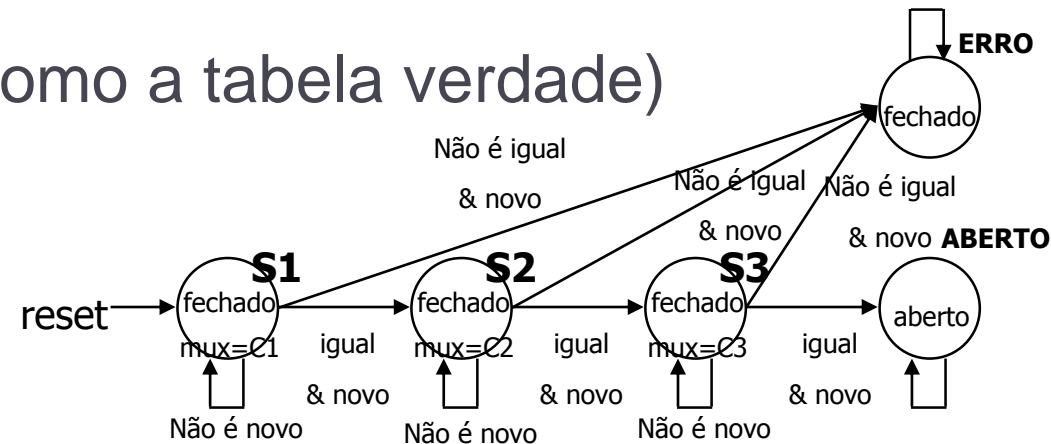 omo a tabela verdade)
ERRO
fechado
Não é igual
& novo
Não é igual
& novo
Não é igual
& novo
ABERTO
S1
S2
S3
reset
fechado
mux=C1
fechado
mux=C2
fechado
mux=C3
aberto
igual
& novo
igual
& novo
igual
& novo
Não é novo
Não é novo
Não é novo